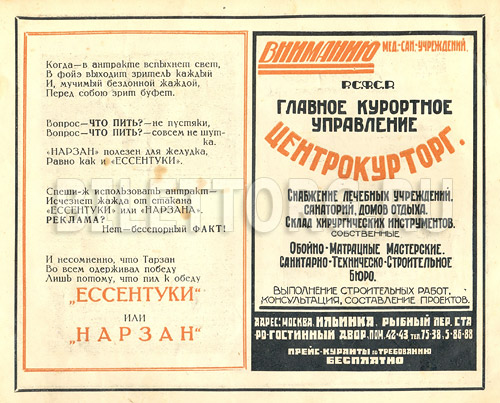 Когда—в антракте вспыхнет свет,
В фойэ выходит зритель каждый
И, мучимый бездонной жаждой,
Перед собою зрит буфет.
Вопрос—ЧТО ПИТЬ?—не пустяки,
Вопрос—ЧТО ПИТЬ?—совсем не шут-
ка.
«НАРЗАН» полезен для желудка,
Равно как и «ЕССЕНТУКИ».
Спеши-ж использовать антракт—
Исчезнет жажда от стакана
«ЕССЕНТУКИ» или «НАРЗАНА».
РЕКЛАМА?
Нет—бесспорный ФАКТ!
И несомненно, что Тарзан
Во всем одерживал победу
Лишь потому, что пил к обеду
„ЕССЕНТУКИ“
ИЛИ
„НАРЗАН“
ВНИМАНИЮ МЕД.-САН.-УЧРЕЖДЕНИЙ.
Р.С.Ф.С.Р
ГЛАВНОЕ КУРОРТНОЕ
УПРАВЛЕНИЕ
ЦЕНТРОКУРТОРГ.
СНАБЖЕНИЕ ЛЕЧЕБНЫХ УЧРЕЖДЕНИЙ,
САНАТОРИЙ, ДОМОВ ОТДЫХА.
СКЛАД ХИРУРГИЧЕСКИХ ИНСТРУМЕНТОВ.
СОБСТВЕННЫЕ
ОБОЙНО-МАТРАЦНЫЕ МАСТЕРСКИЕ.
САНИТАРНО-ТЕХНИЧЕСКО-СТРОИТЕЛЬНОЕ
БЮРО.
ВЫПОЛНЕНИЕ СТРОИТЕЛЬНЫХ РАБОТ,
КОНСУЛЬТАЦИЯ, СОСТАВЛЕНИЕ ПРОЕКТОВ.
АДРЕС: МОСКВА. ИЛЬИНКА. РЫБНЫЙ ПЕР. СТА
-РО-ГОСТИННЫЙ ДВОР. ПОМ. 42-43 ТЕЛ. 75-38. 5-86-88
ПРЕЙС-КУРАНТЫ ПО ТРЕБОВАНИЮ
БЕСПЛАТНО